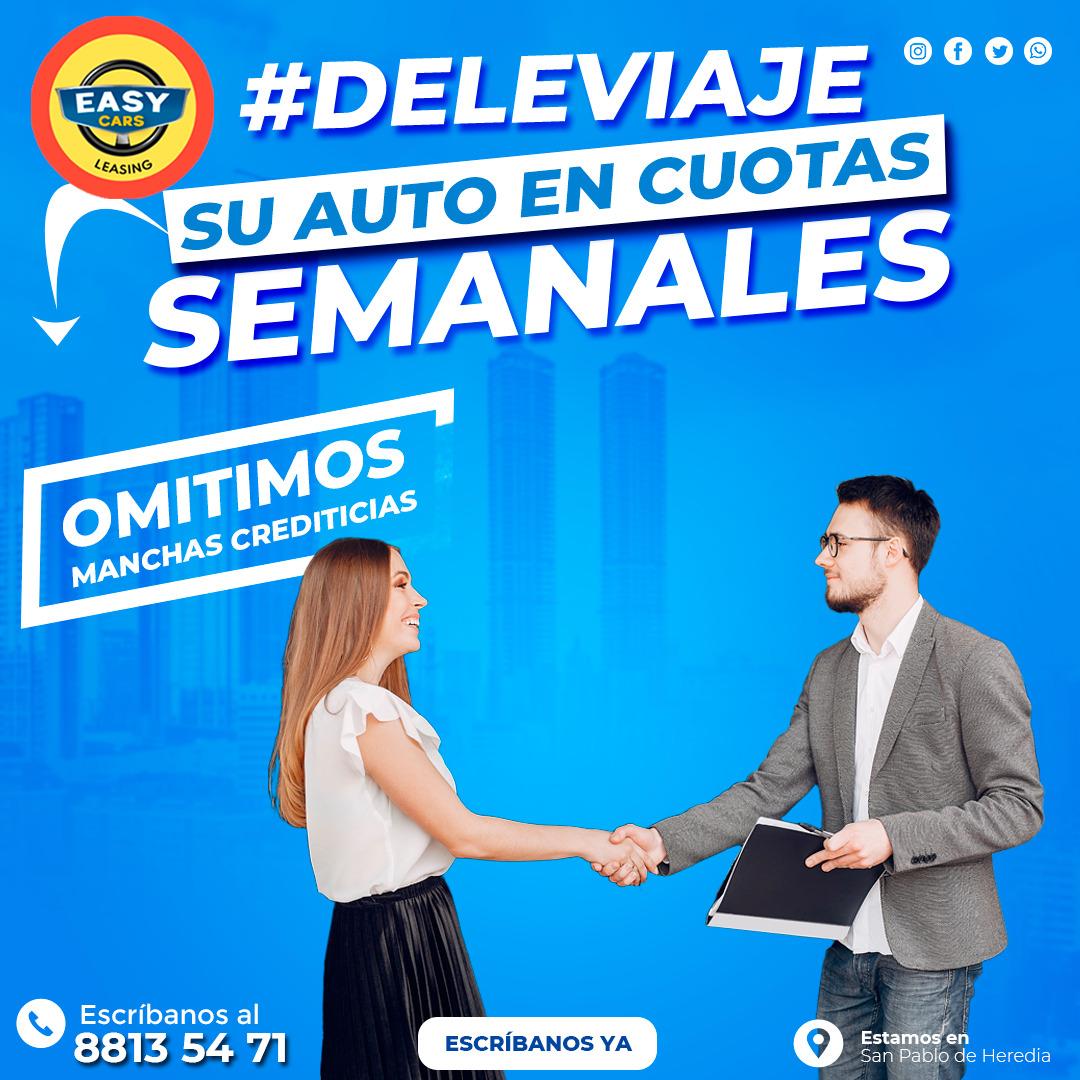 EASY
CARS
LEASING
#DELEVIAJE
SU AUTO EN CUOTAS
SEMANALES
OMITIMOS
MANCHAS CREDITICIAS
Escríbanos al
8813 54 71
ESCRÍBANOS YA
Estamos en
San Pablo de Heredia